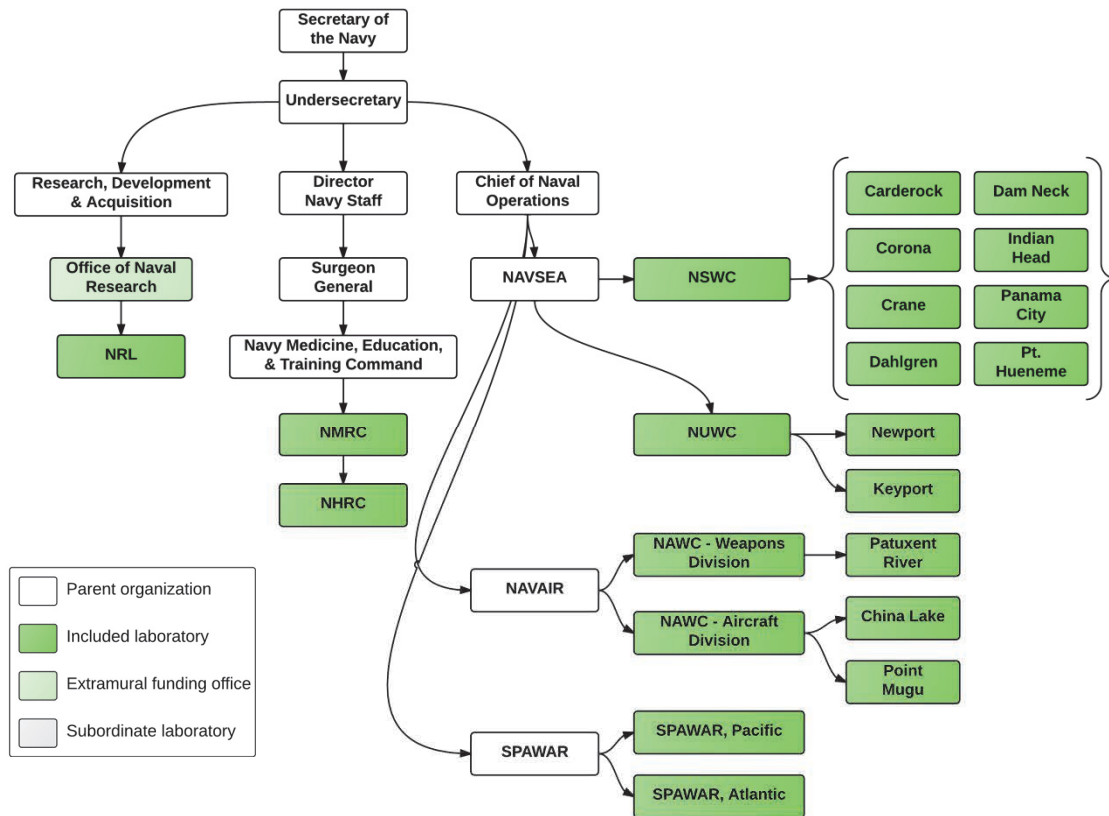 Secretary of
the Navy
Undersecretary
Research, Development
& Acquisition
Director
Navy Staff
Chief of Naval
Operations
Office of Naval
Research
Surgeon
General
NAVSEA
NSWC
Carderock
Dam Neck
Corona
Indian
Head
Crane
Panama
City
Dahlgren
Pt.
Hueneme
NRL
Navy Medicine, Education,
& Training Command
NMRC
NHRC
NUWC
Newport
Keyport
NAVAIR
NAWC - Weapons
Division
Patuxent
River
NAWC - Aircraft
Division
China Lake
Point
Mugu
SPAWAR
SPAWAR, Pacific
SPAWAR, Atlantic
Parent organization
Included laboratory
Extramural funding office
Subordinate laboratory